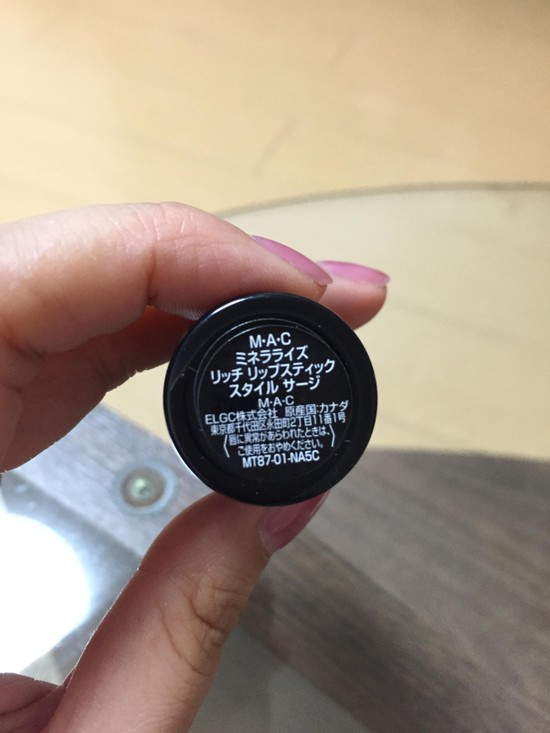 M·A·C
ミネラライズ
リッチ リップスティック
スタイル サージ
M·A·C
ELGC株式会社 原産国:カナダ
東京都千代田区永田町2丁目11番1号
唇に異常があらわれたときは、
ご使用をおやめください。
MT87-01-NA5C